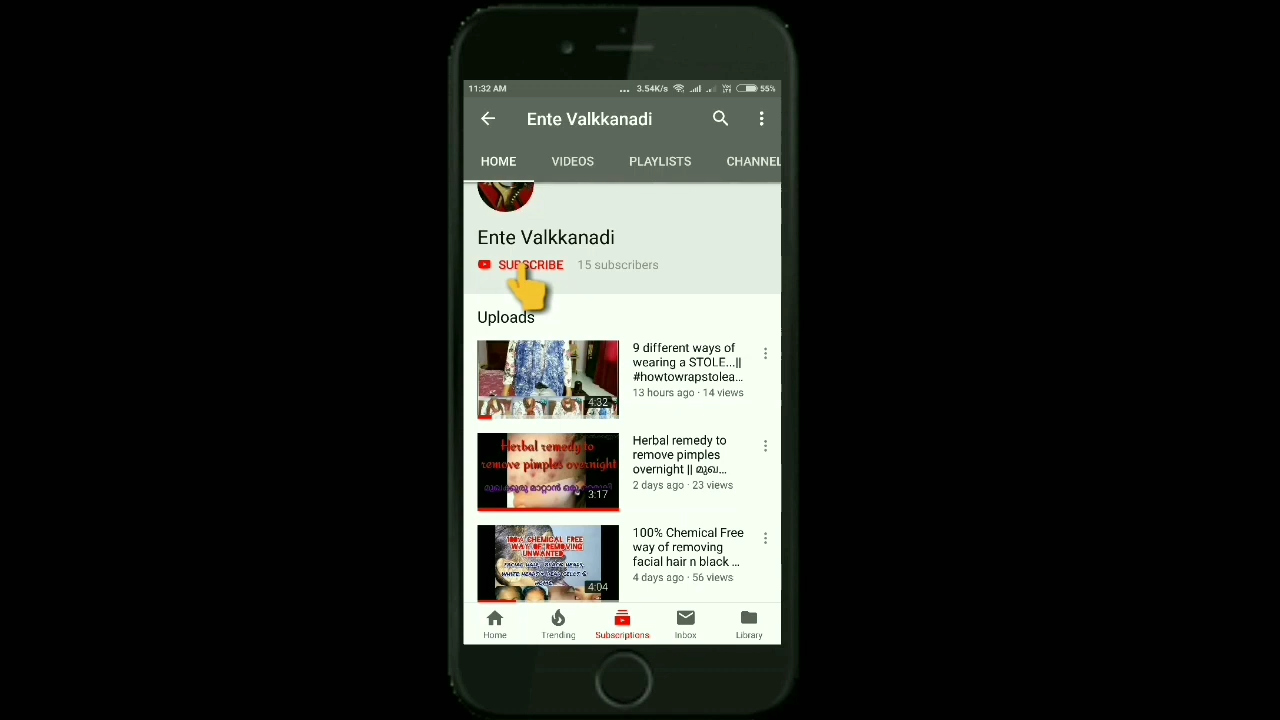 11:32 AM ... 3.54K/s 55%
Ente Valkkanadi
HOME VIDEOS PLAYLISTS CHANNEL
Ente Valkkanadi
SUBSCRIBE 15 subscribers
Uploads
9 different ways of
wearing a STOLE...||
#howtowrapstolea...
13 hours ago · 14 views
4:32
Herbal remedy to
remove pimples overnight
3:17
Herbal remedy to
remove pimples
overnight || മുഖ...
2 days ago · 23 views
100% CHEMICAL FREE
WAY OF REMOVING
UNWANTED
4:04
100% Chemical Free
way of removing
facial hair n black ...
4 days ago · 56 views
Home Trending Subscriptions Inbox Library